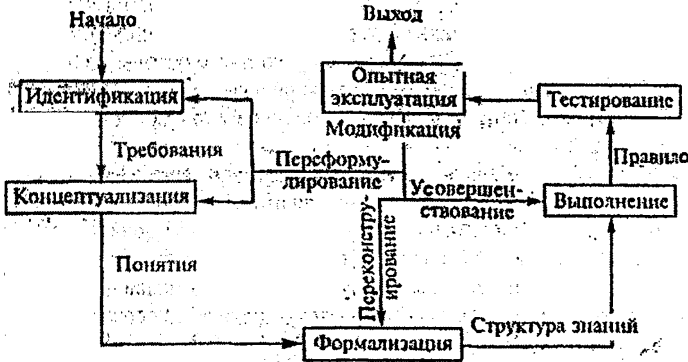 Начало
Выход
Идентификация
Опытная
эксплуатация
Тестирование
Модификация
Требования
Переформу-
лирование
Правило
Концептуализация
Усовершен-
ствование
Выполнение
Переконстру-
ирование
Понятия
Структура знаний
Формализация